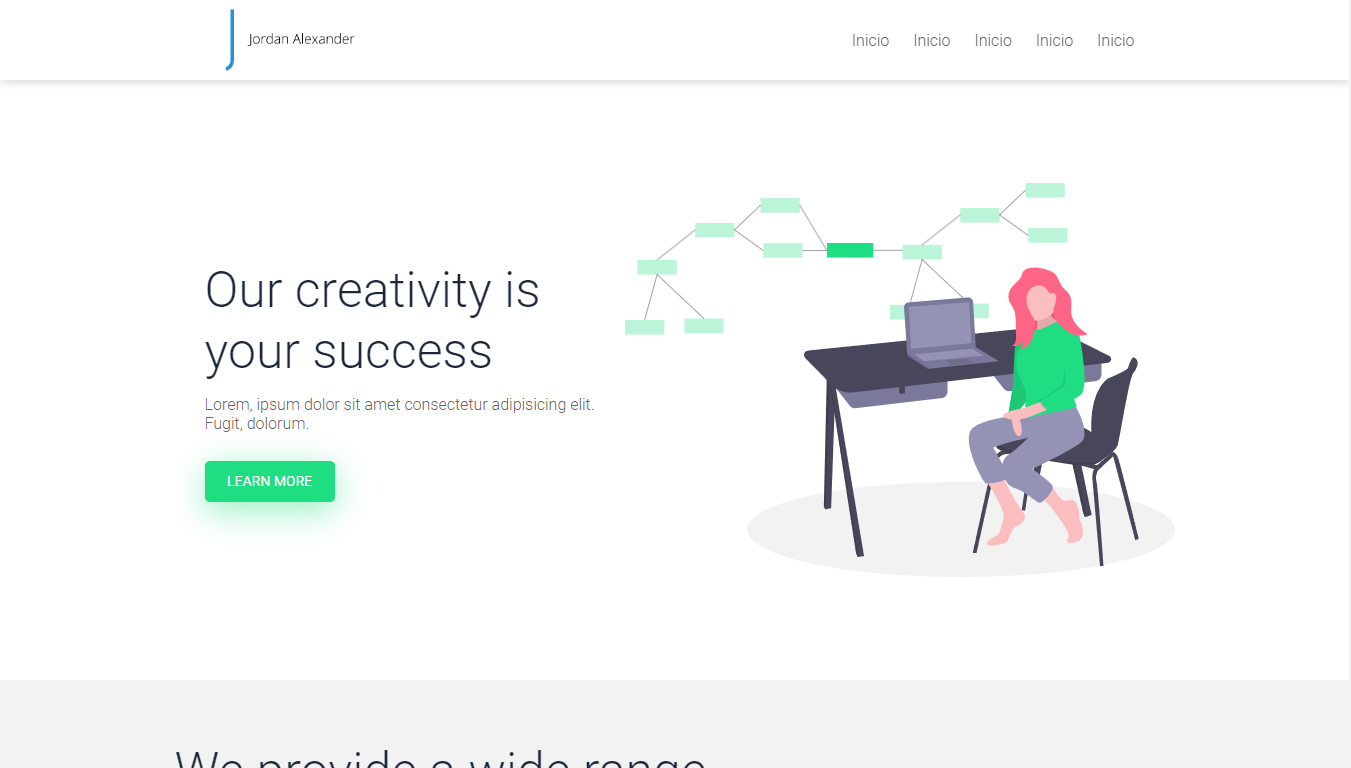 Jordan Alexander
Inicio Inicio Inicio Inicio Inicio
Our creativity is
your success
Lorem, ipsum dolor sit amet consectetur adipisicing elit.
Fugit, dolorum.
LEARN MORE
We provide a wide range